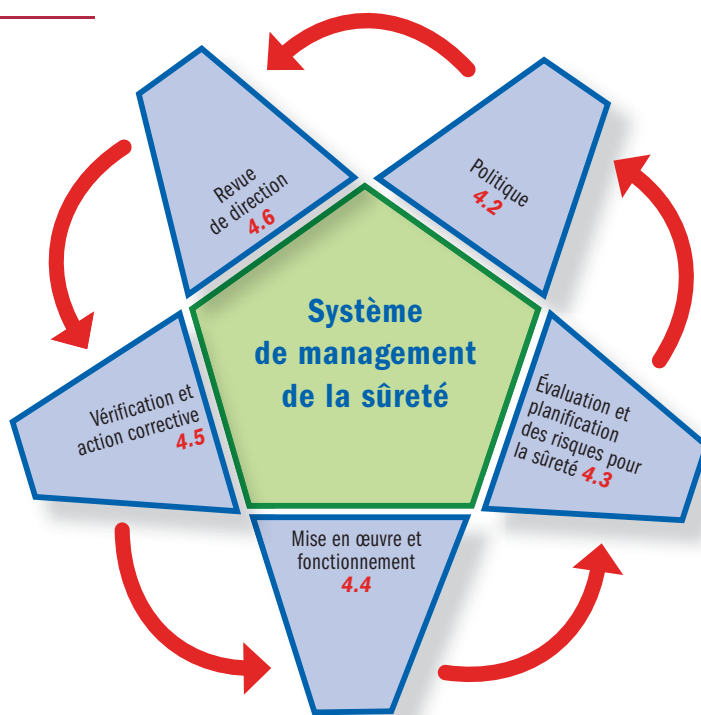 Revue
de direction
4.6
Politique
4.2
Système
de management
de la sûreté
Vérification et
action corrective
4.5
Évaluation et
planification
des risques pour
la sûreté 4.3
Mise en œuvre et
fonctionnement
4.4